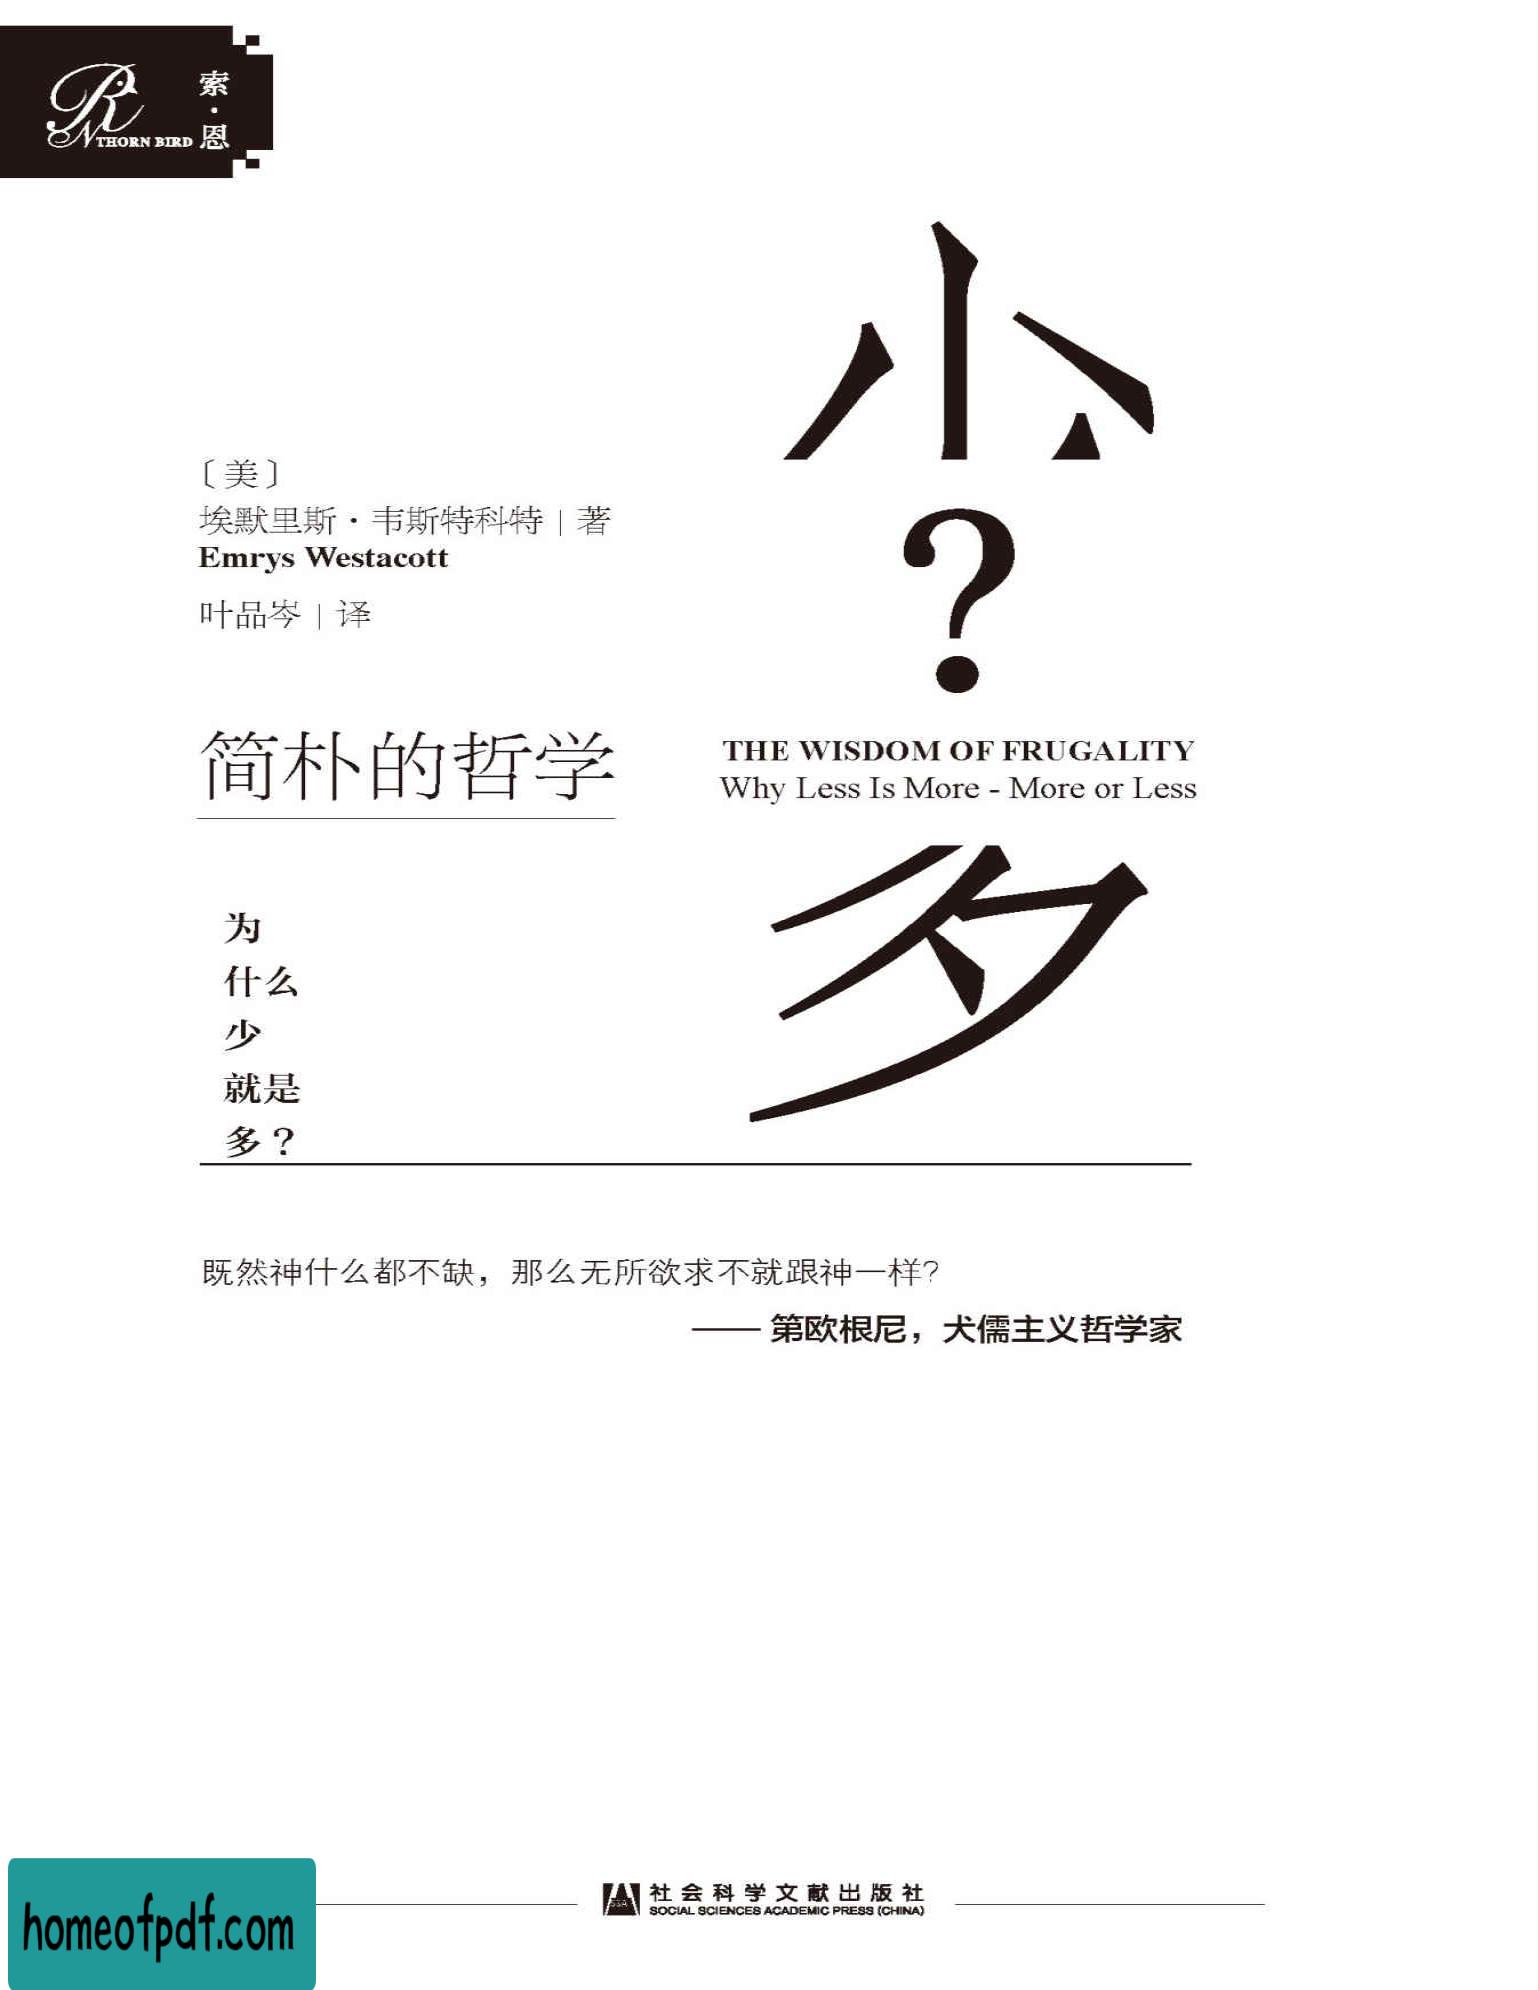 索·恩
RN THORN BIRD
少
?
多
〔美〕
埃默里斯·韦斯特科特|著
Emrys Westacott
叶品岑|译
简朴的哲学
THE WISDOM OF FRUGALITY
Why Less Is More - More or Less
为
什么
少
就是
多？
既然神什么都不缺，那么无所欲求不就跟神一样？
—— 第欧根尼，犬儒主义哲学家
社会科学文献出版社
SOCIAL SCIENCES ACADEMIC PRESS (CHINA)
homeofpdf.com